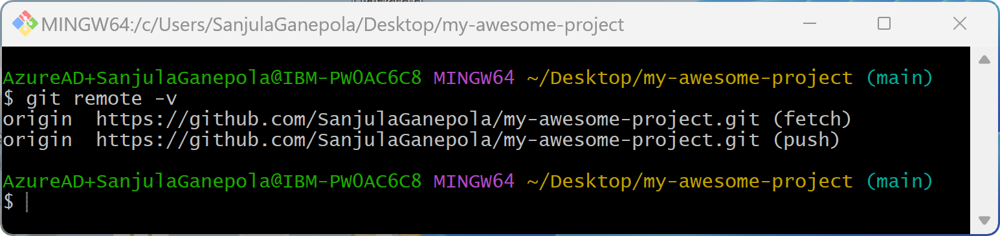 MINGW64:/c/Users/SanjulaGanepola/Desktop/my-awesome-project
AzureAD+SanjulaGanepola@IBM-PW0AC6C8 MINGW64 ~/Desktop/my-awesome-project (main)
$ git remote -v
origin  https://github.com/SanjulaGanepola/my-awesome-project.git (fetch)
origin  https://github.com/SanjulaGanepola/my-awesome-project.git (push)
AzureAD+SanjulaGanepola@IBM-PW0AC6C8 MINGW64 ~/Desktop/my-awesome-project (main)
$